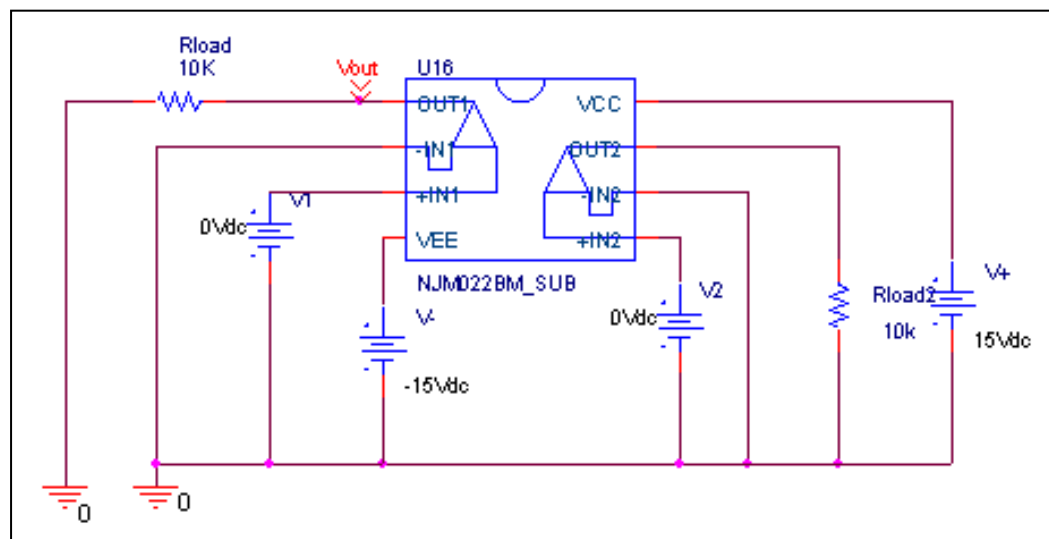 Rload
10K
Vout
U16
OUT1
-IN1
+IN1
VEE
VCC
OUT2
-IN2
+IN2
NJM022BM_SUB
V1
0Vdc
V-
-15Vdc
V2
0Vdc
Rload2
10k
V+
15Vdc
0
0